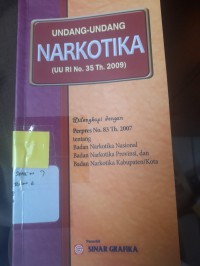 UNDANG-UNDANG
NARKOTIKA
(UU RI No. 35 Th. 2009)
Dilengkapi dengan
Perpres No. 83 Th. 2007
tentang
Badan Narkotika Nasional
Badan Narkotika Provinsi, dan
Badan Narkotika Kabupaten/Kota
Penerbit
SINAR GRAFIKA